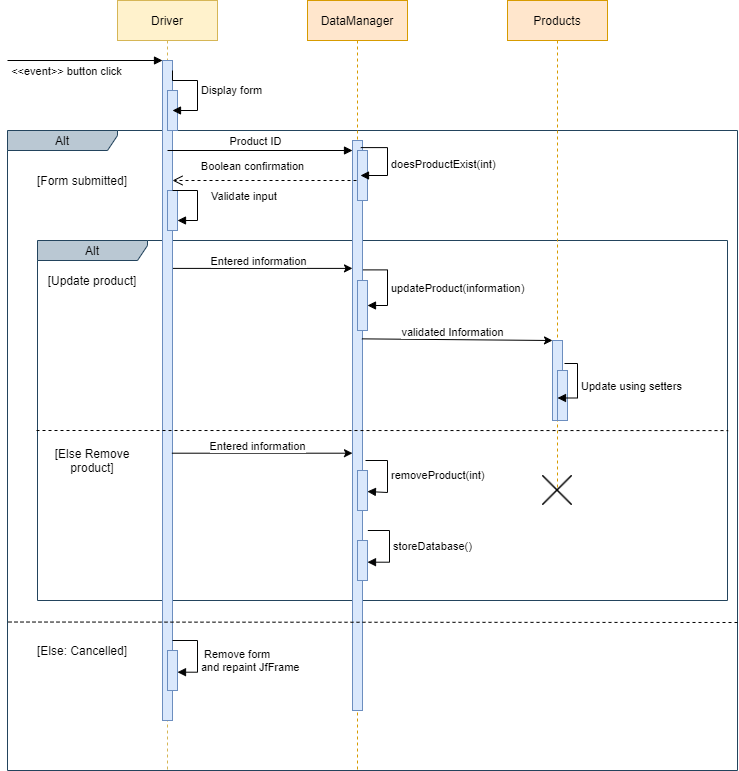 Driver
DataManager
Products
<<event>> button click
Display form
Alt
Product ID
[Form submitted]
Boolean confirmation
doesProductExist(int)
Validate input
Alt
Entered information
[Update product]
updateProduct(information)
validated Information
Update using setters
[Else Remove
product]
Entered information
removeProduct(int)
storeDatabase()
[Else: Cancelled]
Remove form
and repaint JfFrame